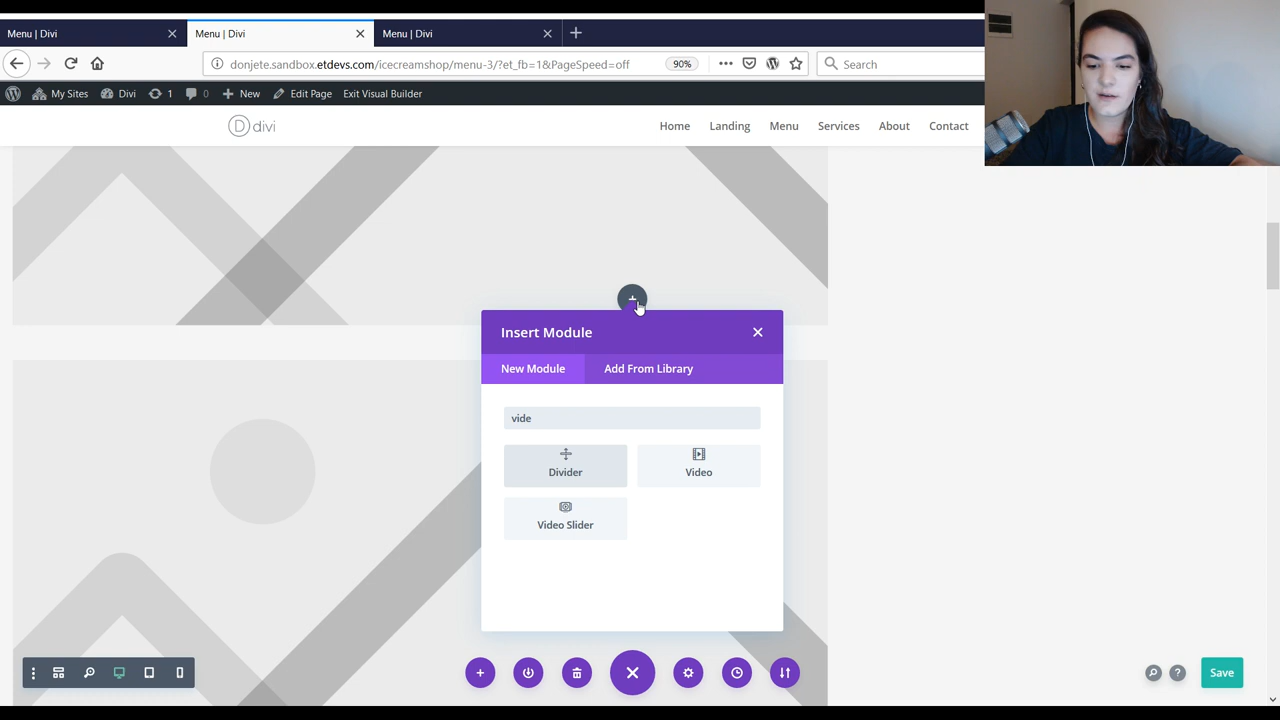 Menu | Divi
Menu | Divi
Menu | Divi
donjete.sandbox.etdevs.com/icecreamshop/menu-3/?et_fb=1&PageSpeed=off
90%
Search
My Sites
Divi
1
0
New
Edit Page
Exit Visual Builder
D divi
Home
Landing
Menu
Services
About
Contact
Insert Module
New Module
Add From Library
vide
Divider
Video
Video Slider
?
Save